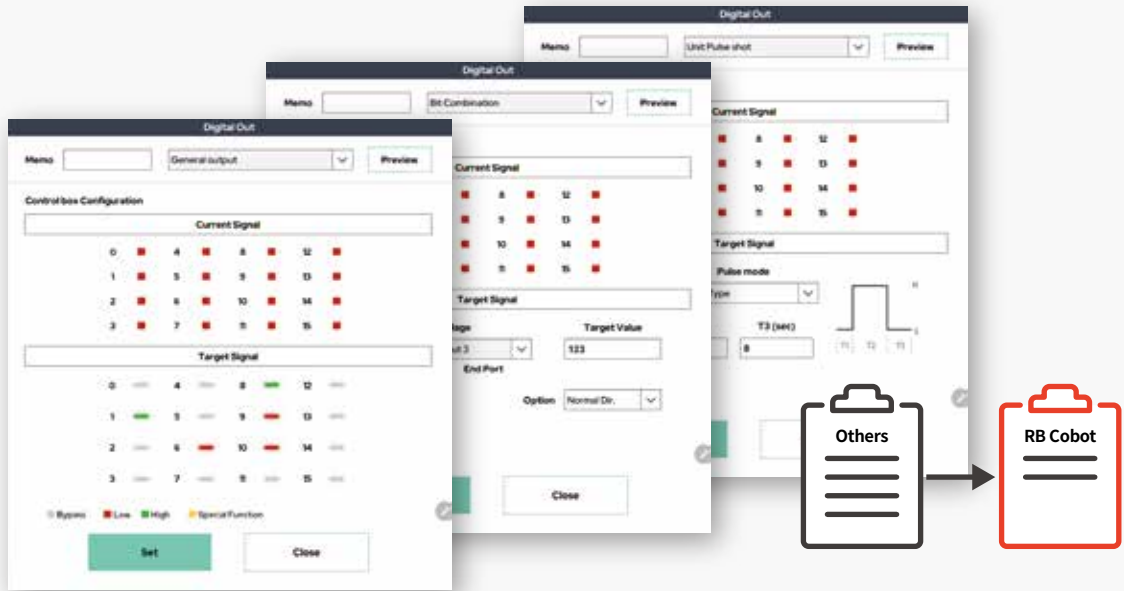 Digital Out
Memo General output Preview
Control box Configuration
Current Signal
0 4 8 12
1 5 9 13
2 6 10 14
3 7 11 15
Target Signal
0 4 8 12
1 5 9 13
2 6 10 14
3 7 11 15
Bypass Low High Special Function
Set Close
Digital Out
Memo Bit Combination Preview
Current Signal
8 12
9 13
10 14
11 15
Target Signal
Target Value
123
End Port
Option Normal Dir.
Close
Digital Out
Memo Unit Pulse shot Preview
Current Signal
8 12
9 13
10 14
11 15
Target Signal
Pulse mode
H
T3 (sec)
8
T1 T2 T3
Others
RB Cobot